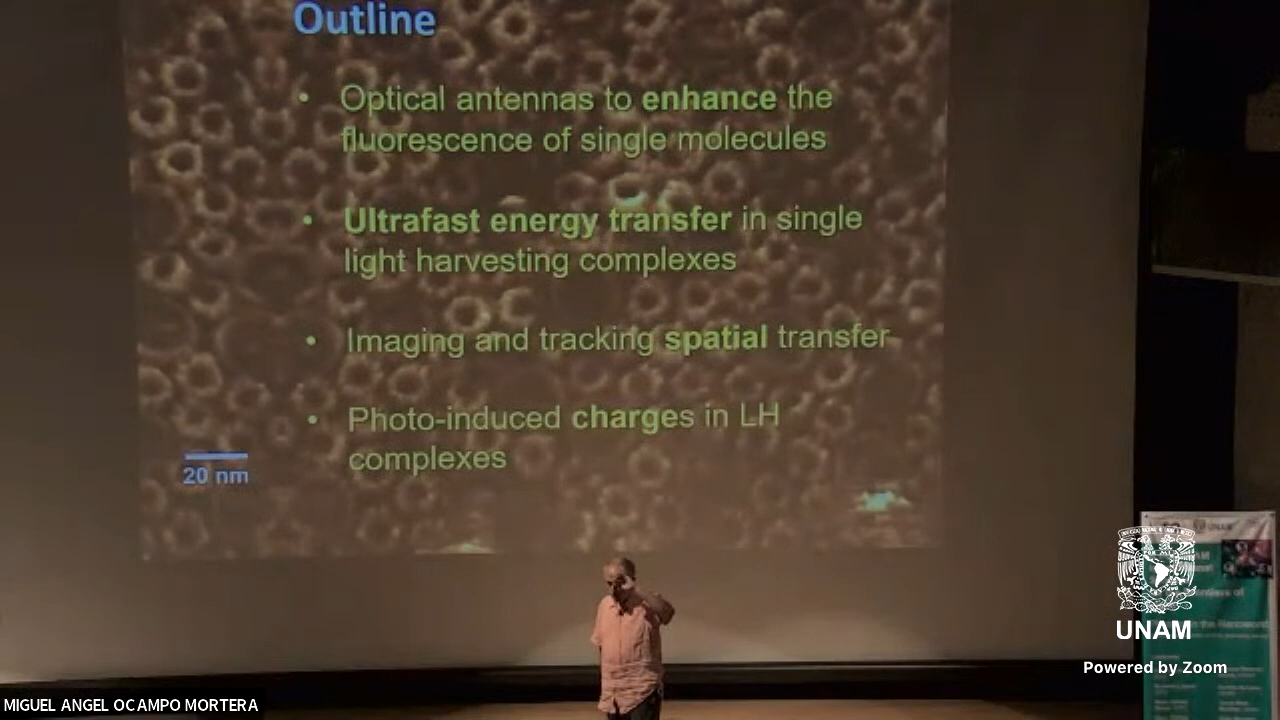 Outline
• Optical antennas to enhance the
fluorescence of single molecules
• Ultrafast energy transfer in single
light harvesting complexes
• Imaging and tracking spatial transfer
• Photo-induced charges in LH
complexes
20 nm
UNAM
UNAM
Powered by Zoom
MIGUEL ANGEL OCAMPO MORTERA